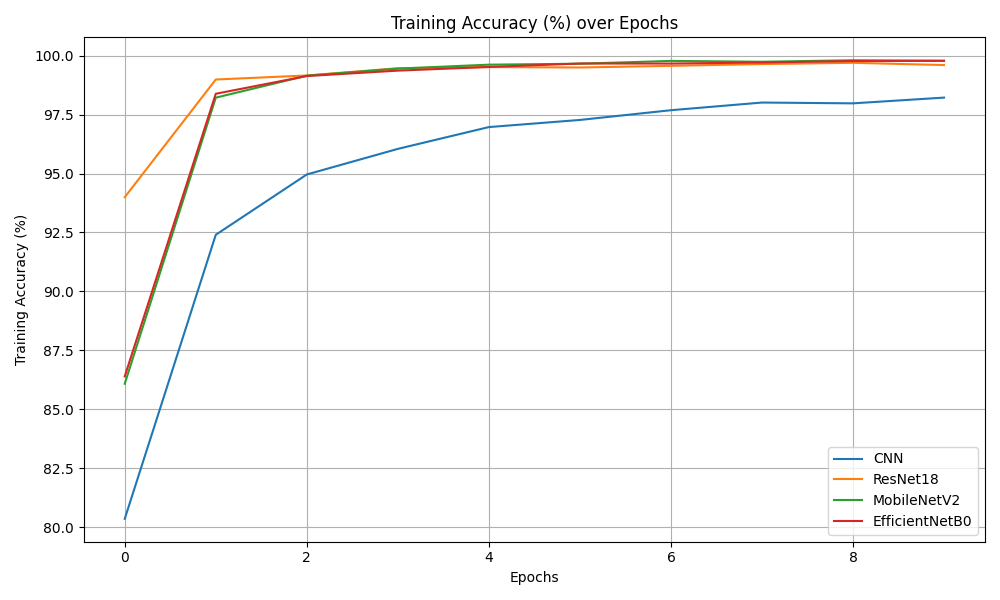 Training Accuracy (%) over Epochs
100.0
97.5
95.0
92.5
90.0
87.5
85.0
82.5
80.0
Training Accuracy (%)
0
2
4
6
8
Epochs
CNN
ResNet18
MobileNetV2
EfficientNetB0